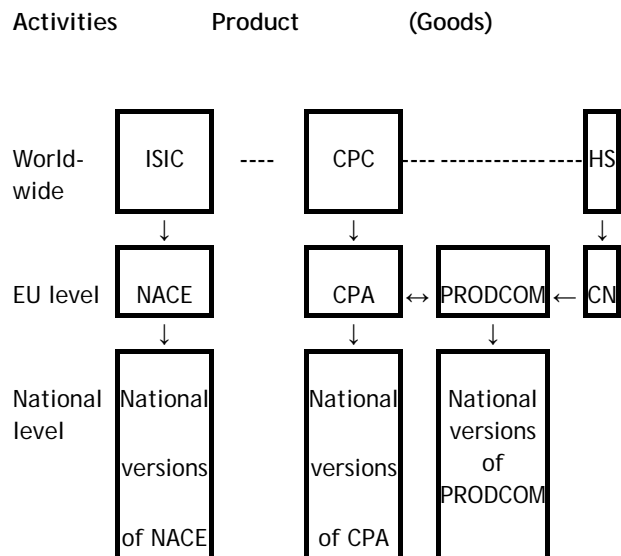 Activities Product (Goods)
World-wide ISIC ---- CPC ---- ----------- ---- HS
↓ ↓ ↓
EU level NACE CPA ↔ PRODCOM ← CN
↓ ↓ ↓
National level
National
versions
of NACE
National
versions
of CPA
National
versions
of
PRODCOM